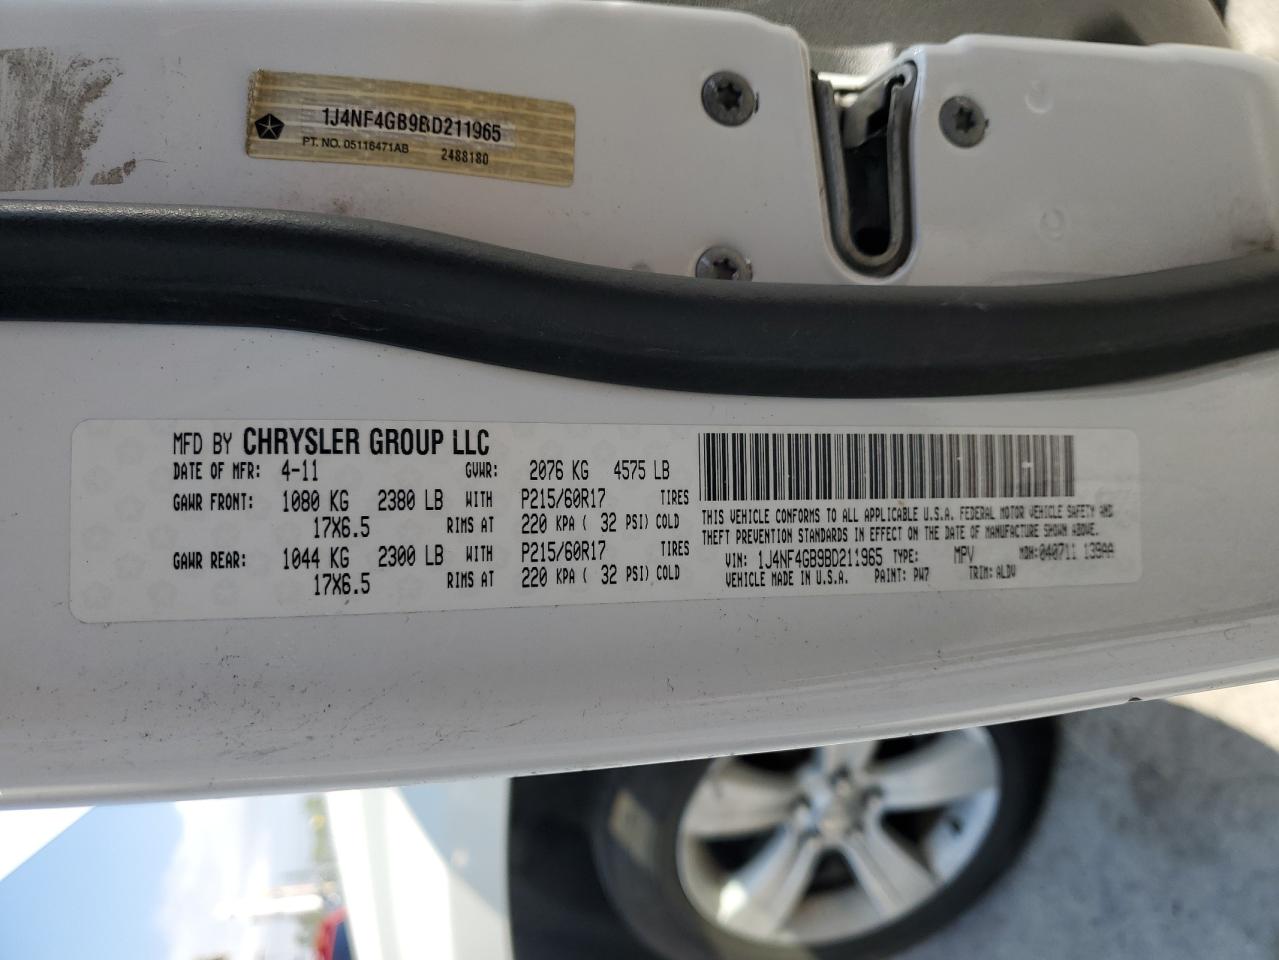 1J4NF4GB9BD211965
PT. NO. 05116471AB 2488180
MFD BY CHRYSLER GROUP LLC
DATE OF MFR: 4-11 GVWR: 2076 KG 4575 LB
GAWR FRONT: 1080 KG 2380 LB WITH P215/60R17 TIRES
17X6.5 RIMS AT 220 KPA ( 32 PSI) COLD
GAWR REAR: 1044 KG 2300 LB WITH P215/60R17 TIRES
17X6.5 RIMS AT 220 KPA ( 32 PSI) COLD
THIS VEHICLE CONFORMS TO ALL APPLICABLE U.S.A. FEDERAL MOTOR VEHICLE SAFETY AND
THEFT PREVENTION STANDARDS IN EFFECT ON THE DATE OF MANUFACTURE SHOWN ABOVE.
VIN: 1J4NF4GB9BD211965 TYPE: MPV MDH: 040711 139AA
VEHICLE MADE IN U.S.A. PAINT: PW7 TRIM: ALDV